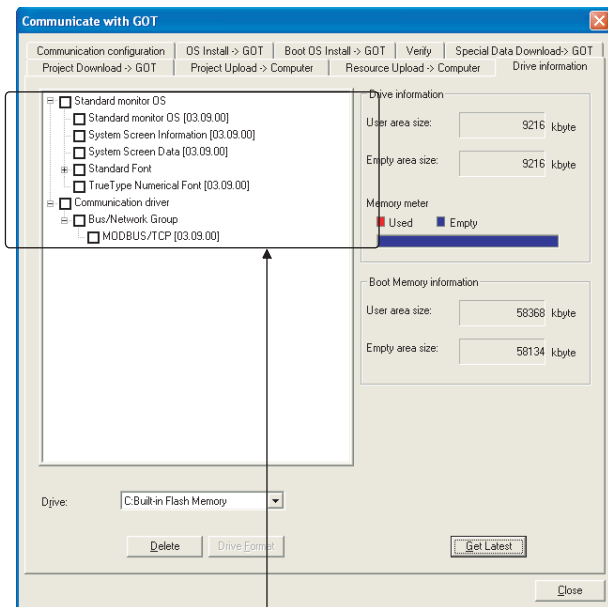 Communicate with GOT
Communication configuration OS Install -> GOT Boot OS Install -> GOT Verify Special Data Download-> GOT
Project Download -> GOT Project Upload -> Computer Resource Upload -> Computer Drive information
Standard monitor OS
Standard monitor OS [03.09.00]
System Screen Information [03.09.00]
System Screen Data [03.09.00]
Standard Font
TrueType Numerical Font [03.09.00]
Communication driver
Bus/Network Group
MODBUS/TCP [03.09.00]
Drive information
User area size: 9216 kbyte
Empty area size: 9216 kbyte
Memory meter
Used Empty
Boot Memory information
User area size: 58368 kbyte
Empty area size: 58134 kbyte
Drive: C:Built-in Flash Memory
Delete Drive Format Get Latest
Close